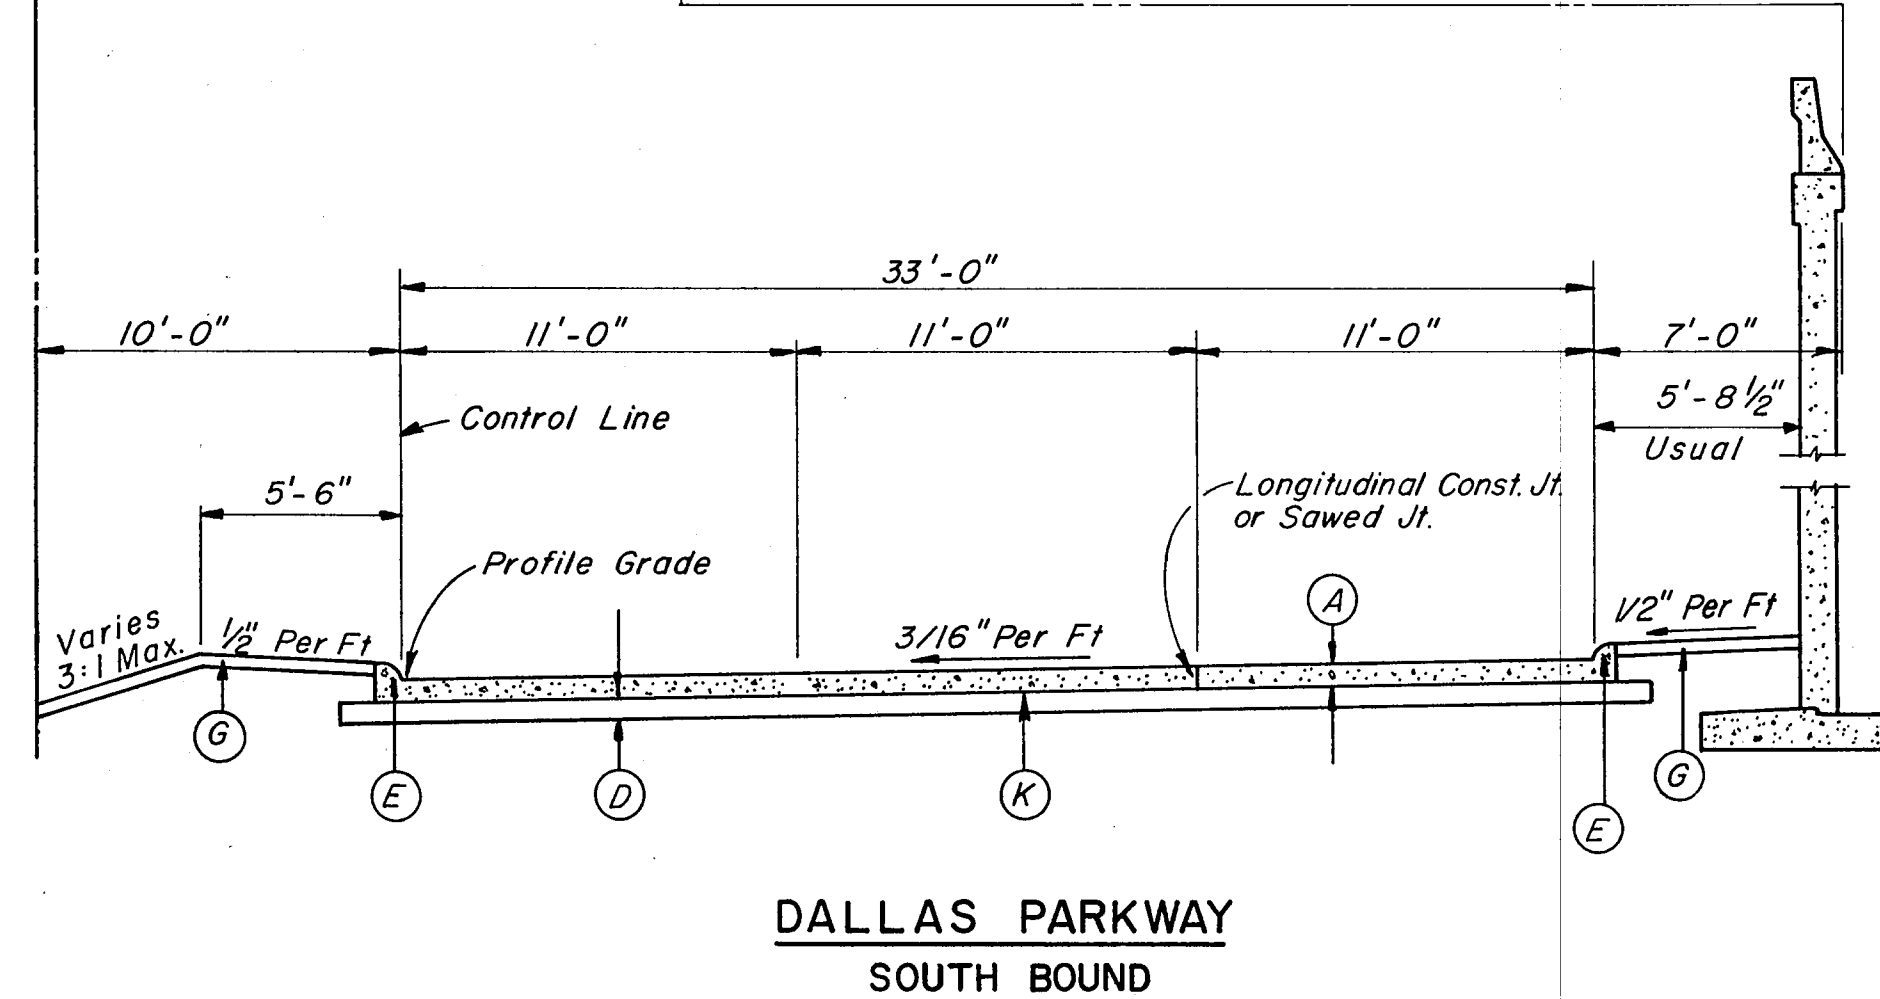 33'-0"
10'-0"
11'-0"
11'-0"
11'-0"
7'-0"
5'-8 1/2"
Usual
Control Line
5'-6"
Longitudinal Const. Jt.
or Sawed Jt.
Profile Grade
A
Varies
3:1 Max.
1/2" Per Ft
3/16" Per Ft
1/2" Per Ft
G
E
D
K
G
E
DALLAS PARKWAY
SOUTH BOUND